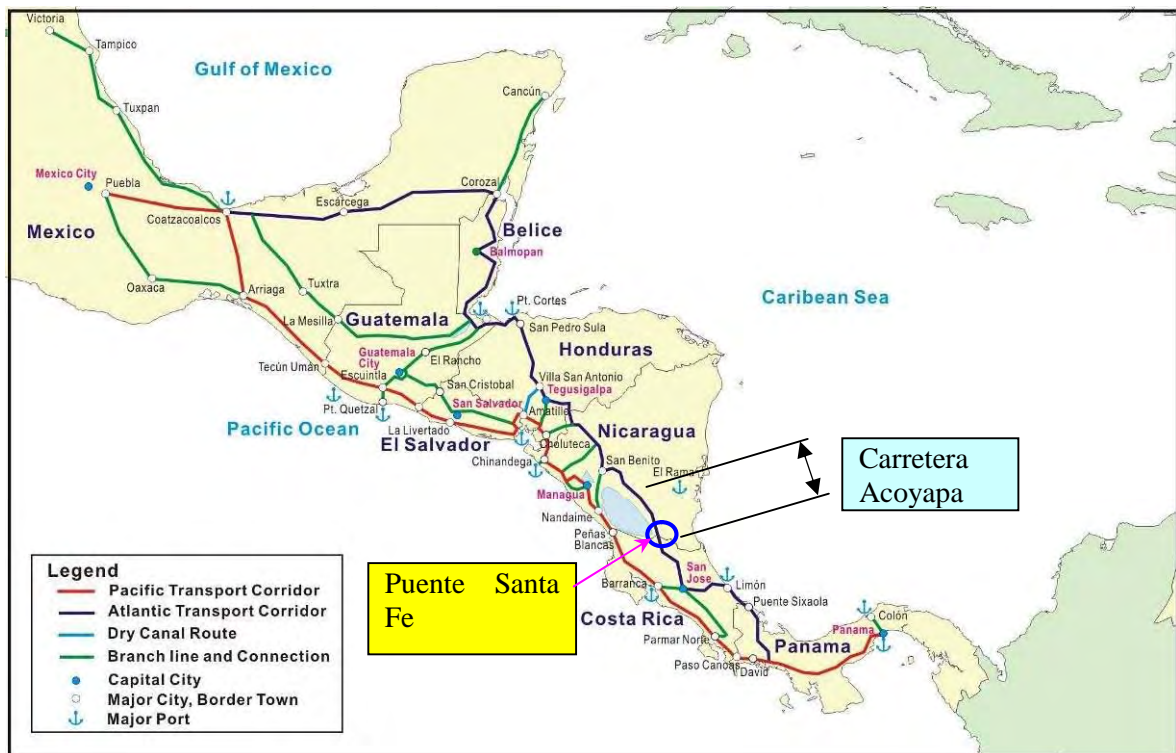 Victoria
Tampico
Gulf of Mexico
Tuxpan
Cancún
Mexico City
Puebla
Corozal
Escárcega
Coatzacoalcos
Mexico
Belice
Balmopan
Oaxaca
Tuxtra
Arriaga
Caribean Sea
Pt. Cortes
La Mesilla
Guatemala
San Pedro Sula
Honduras
Guatemala
City
El Rancho
Tecún Umán
Escuintla
San Cristobal
Villa San Antonio
Tegusigalpa
Pt. Quetzal
San Salvador
Amatillo
Pacific Ocean
La Livertado
El Salvador
Choluteca
Nicaragua
Chinandega
San Benito
El Rama
Carretera
Acoyapa
Managua
Nandaime
Peñas
Blancas
Puente Santa
Fe
San
Jose
Barranca
Limón
Puente Sixaola
Costa Rica
Colón
Panama
Parmar Norte
Panama
Paso Canoas
David
Legend
Pacific Transport Corridor
Atlantic Transport Corridor
Dry Canal Route
Branch line and Connection
Capital City
Major City, Border Town
Major Port